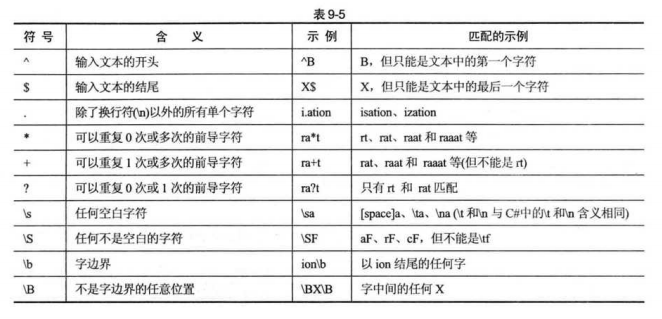 表 9-5
符 号 含 义 示 例 匹配的示例
^ 输入文本的开头 ^B B，但只能是文本中的第一个字符
$ 输入文本的结尾 X$ X，但只能是文本中的最后一个字符
. 除了换行符(\n)以外的所有单个字符 i.ation isation、ization
* 可以重复 0 次或多次的前导字符 ra*t rt、rat、raat 和 raaat 等
+ 可以重复 1 次或多次的前导字符 ra+t rat、raat 和 raaat 等(但不能是 rt)
? 可以重复 0 次或 1 次的前导字符 ra?t 只有 rt 和 rat 匹配
\s 任何空白字符 \sa [space]a、\ta、\na (\t 和\n 与 C#中的\t 和\n 含义相同)
\S 任何不是空白的字符 \SF aF、rF、cF，但不能是\tf
\b 字边界 ion\b 以 ion 结尾的任何字
\B 不是字边界的任意位置 \BX\B 字中间的任何 X